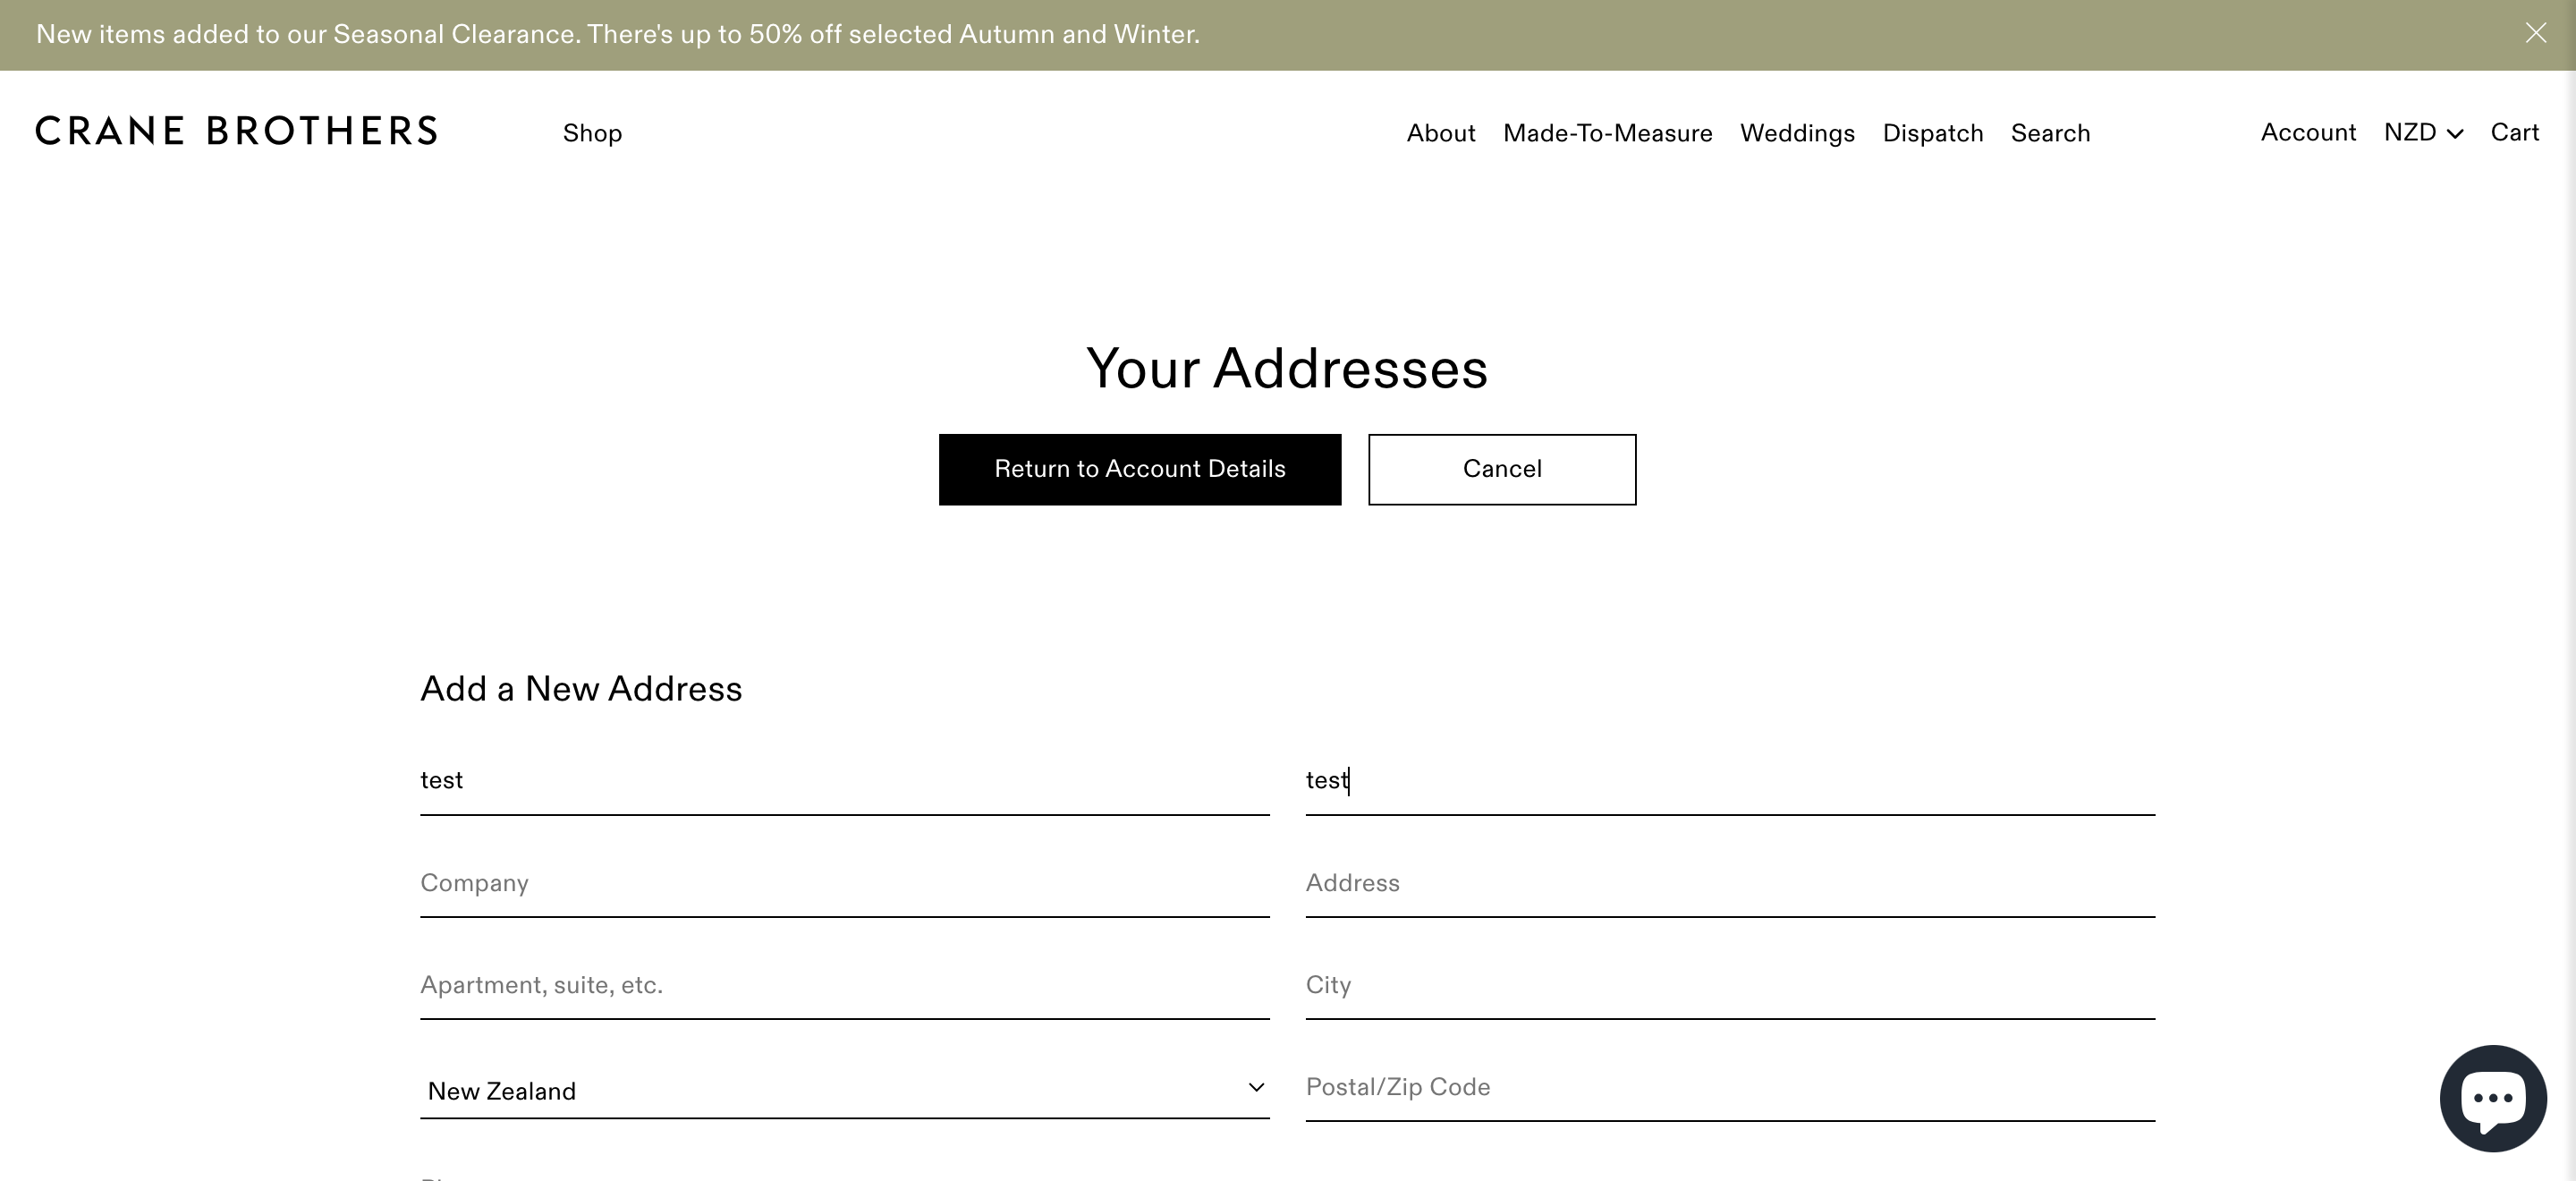 New items added to our Seasonal Clearance. There's up to 50% off selected Autumn and Winter.
CRANE BROTHERS
Shop
About
Made-To-Measure
Weddings
Dispatch
Search
Account
NZD
Cart
Your Addresses
Return to Account Details
Cancel
Add a New Address
test
test
Company
Address
Apartment, suite, etc.
City
New Zealand
Postal/Zip Code